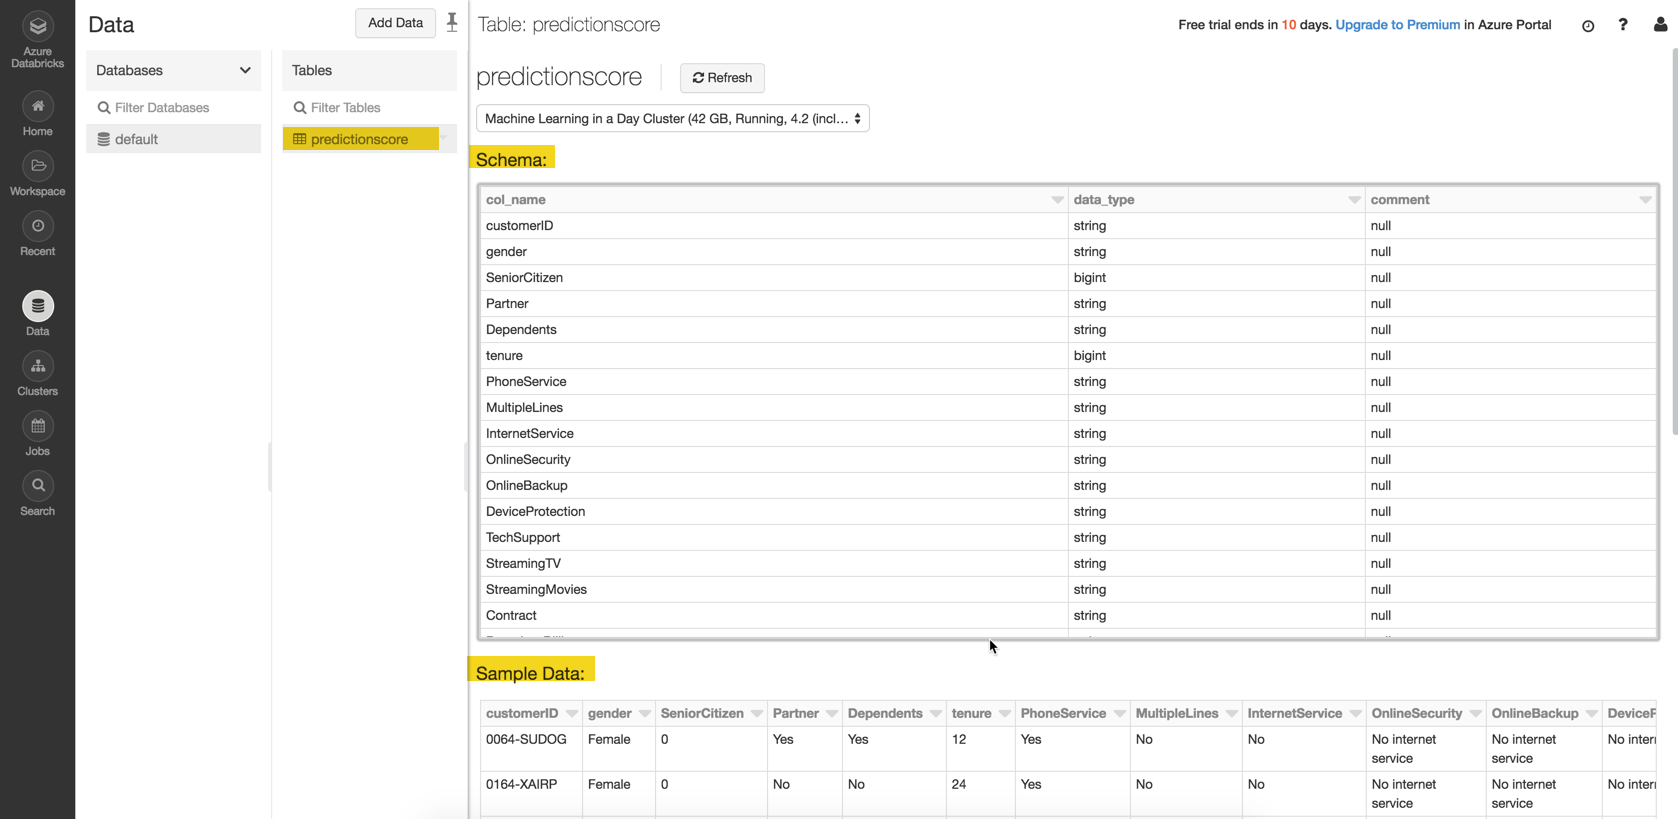 Azure
Databricks
Home
Workspace
Recent
Data
Clusters
Jobs
Search
Data
Add Data
Databases
Filter Databases
default
Tables
Filter Tables
predictionscore
Table: predictionscore
Free trial ends in 10 days. Upgrade to Premium in Azure Portal
?
predictionscore
Refresh
Machine Learning in a Day Cluster (42 GB, Running, 4.2 (incl...
Schema:
col_name data_type comment
customerID string null
gender string null
SeniorCitizen bigint null
Partner string null
Dependents string null
tenure bigint null
PhoneService string null
MultipleLines string null
InternetService string null
OnlineSecurity string null
OnlineBackup string null
DeviceProtection string null
TechSupport string null
StreamingTV string null
StreamingMovies string null
Contract string null
Sample Data:
customerID gender SeniorCitizen Partner Dependents tenure PhoneService MultipleLines InternetService OnlineSecurity OnlineBackup DeviceP
0064-SUDOG Female 0 Yes Yes 12 Yes No No No internet No internet No inter
service service
0164-XAIRP Female 0 No No 24 Yes No No No internet No internet No inter
service service